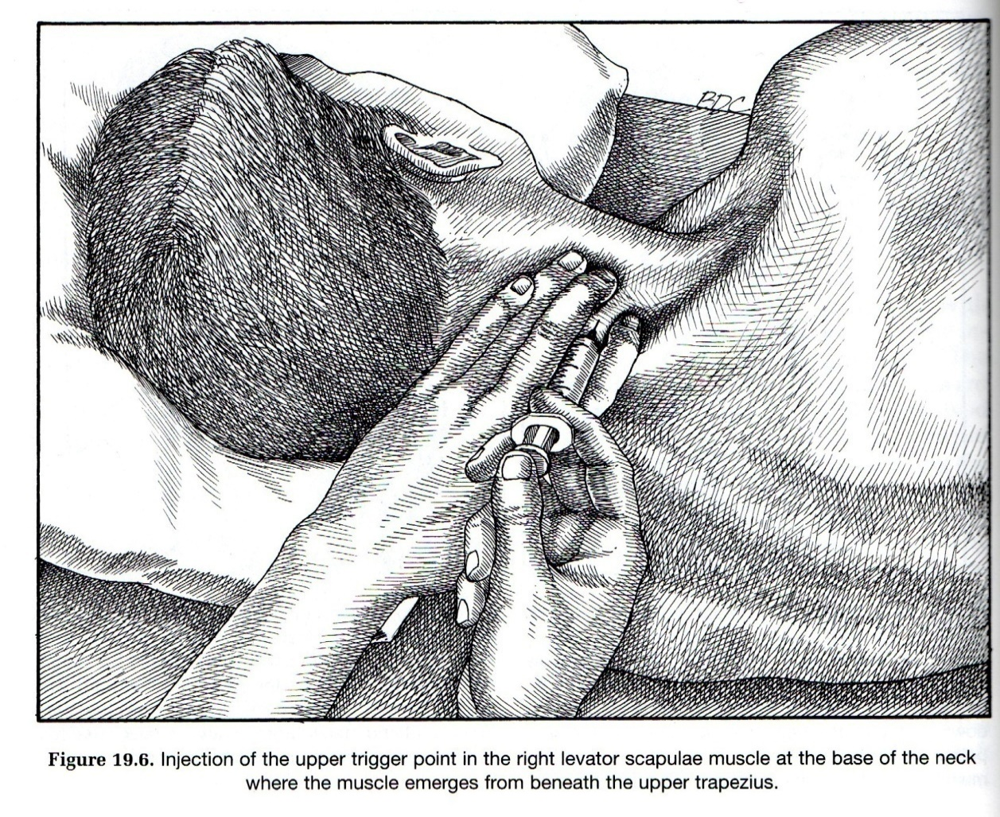 BDC
Figure 19.6. Injection of the upper trigger point in the right levator scapulae muscle at the base of the neck
where the muscle emerges from beneath the upper trapezius.